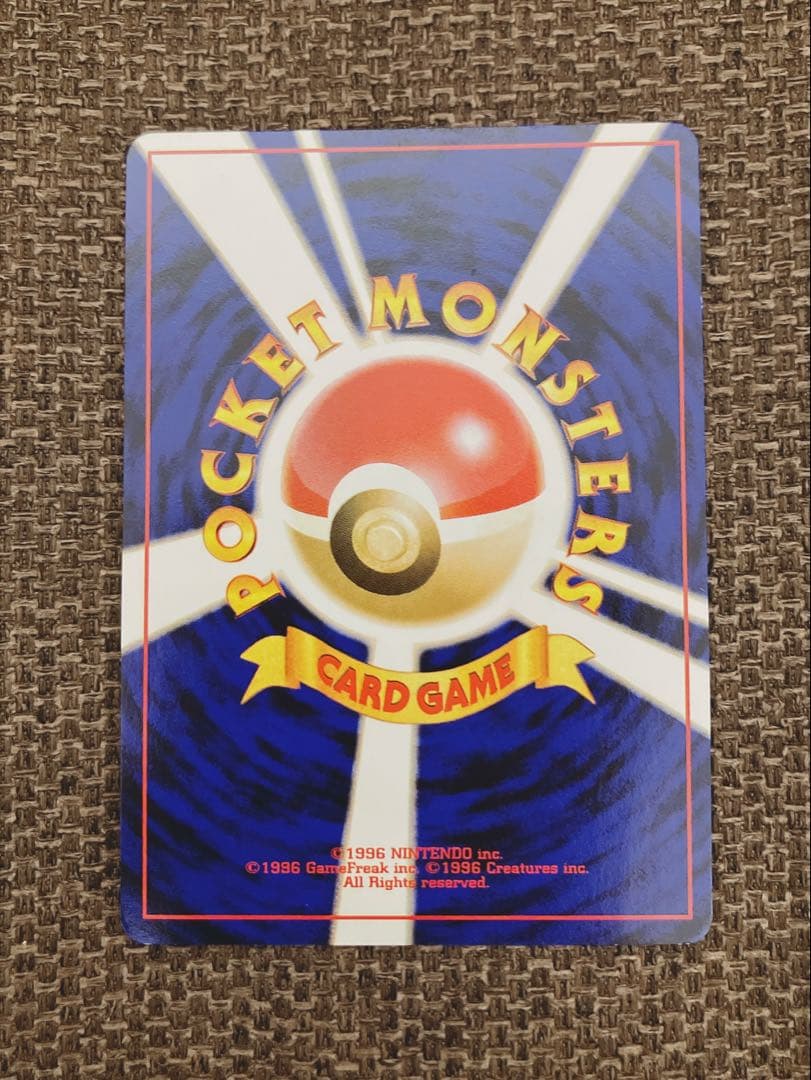 POCKET MONSTERS
CARD GAME
©1996 NINTENDO inc.
©1996 GameFreak inc. ©1996 Creatures inc.
All Rights reserved.